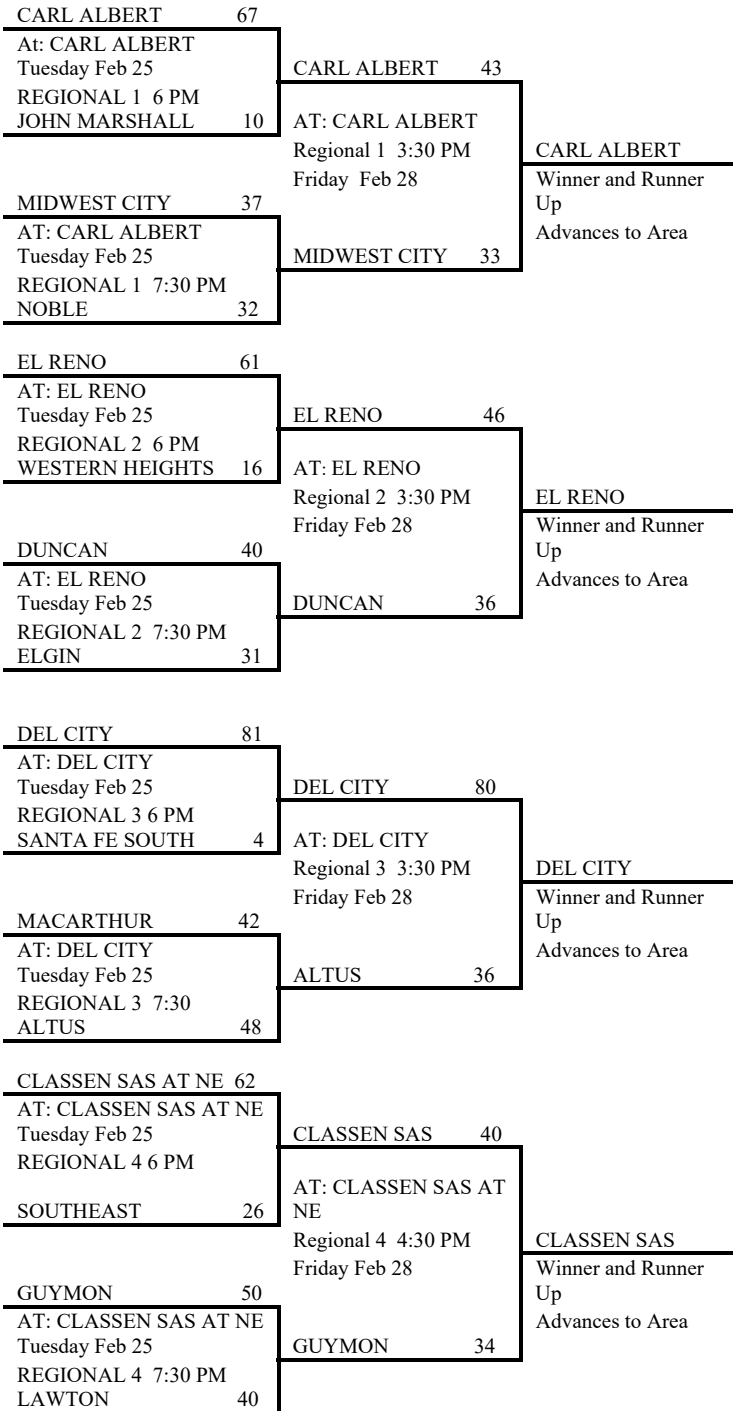 CARL ALBERT 67
At: CARL ALBERT
Tuesday Feb 25
REGIONAL 1 6 PM
JOHN MARSHALL 10
CARL ALBERT 43
AT: CARL ALBERT
Regional 1 3:30 PM
Friday Feb 28
CARL ALBERT
Winner and Runner
Up
Advances to Area
MIDWEST CITY 37
AT: CARL ALBERT
Tuesday Feb 25
REGIONAL 1 7:30 PM
NOBLE 32
MIDWEST CITY 33
EL RENO 61
AT: EL RENO
Tuesday Feb 25
REGIONAL 2 6 PM
WESTERN HEIGHTS 16
EL RENO 46
AT: EL RENO
Regional 2 3:30 PM
Friday Feb 28
EL RENO
Winner and Runner
Up
Advances to Area
DUNCAN 40
AT: EL RENO
Tuesday Feb 25
REGIONAL 2 7:30 PM
ELGIN 31
DUNCAN 36
DEL CITY 81
AT: DEL CITY
Tuesday Feb 25
REGIONAL 3 6 PM
SANTA FE SOUTH 4
DEL CITY 80
AT: DEL CITY
Regional 3 3:30 PM
Friday Feb 28
DEL CITY
Winner and Runner
Up
Advances to Area
MACARTHUR 42
AT: DEL CITY
Tuesday Feb 25
REGIONAL 3 7:30
ALTUS 48
ALTUS 36
CLASSEN SAS AT NE 62
AT: CLASSEN SAS AT NE
Tuesday Feb 25
REGIONAL 4 6 PM
SOUTHEAST 26
CLASSEN SAS 40
AT: CLASSEN SAS AT
NE
Regional 4 4:30 PM
Friday Feb 28
CLASSEN SAS
Winner and Runner
Up
Advances to Area
GUYMON 50
AT: CLASSEN SAS AT NE
Tuesday Feb 25
REGIONAL 4 7:30 PM
LAWTON 40
GUYMON 34